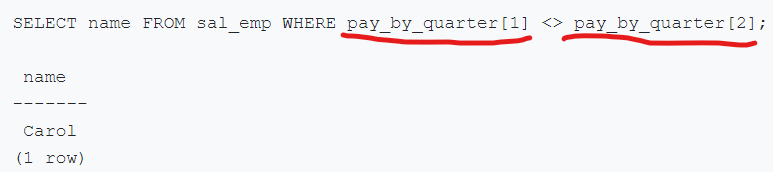 SELECT name FROM sal_emp WHERE pay_by_quarter[1] <> pay_by_quarter[2];
name
-------
Carol
(1 row)